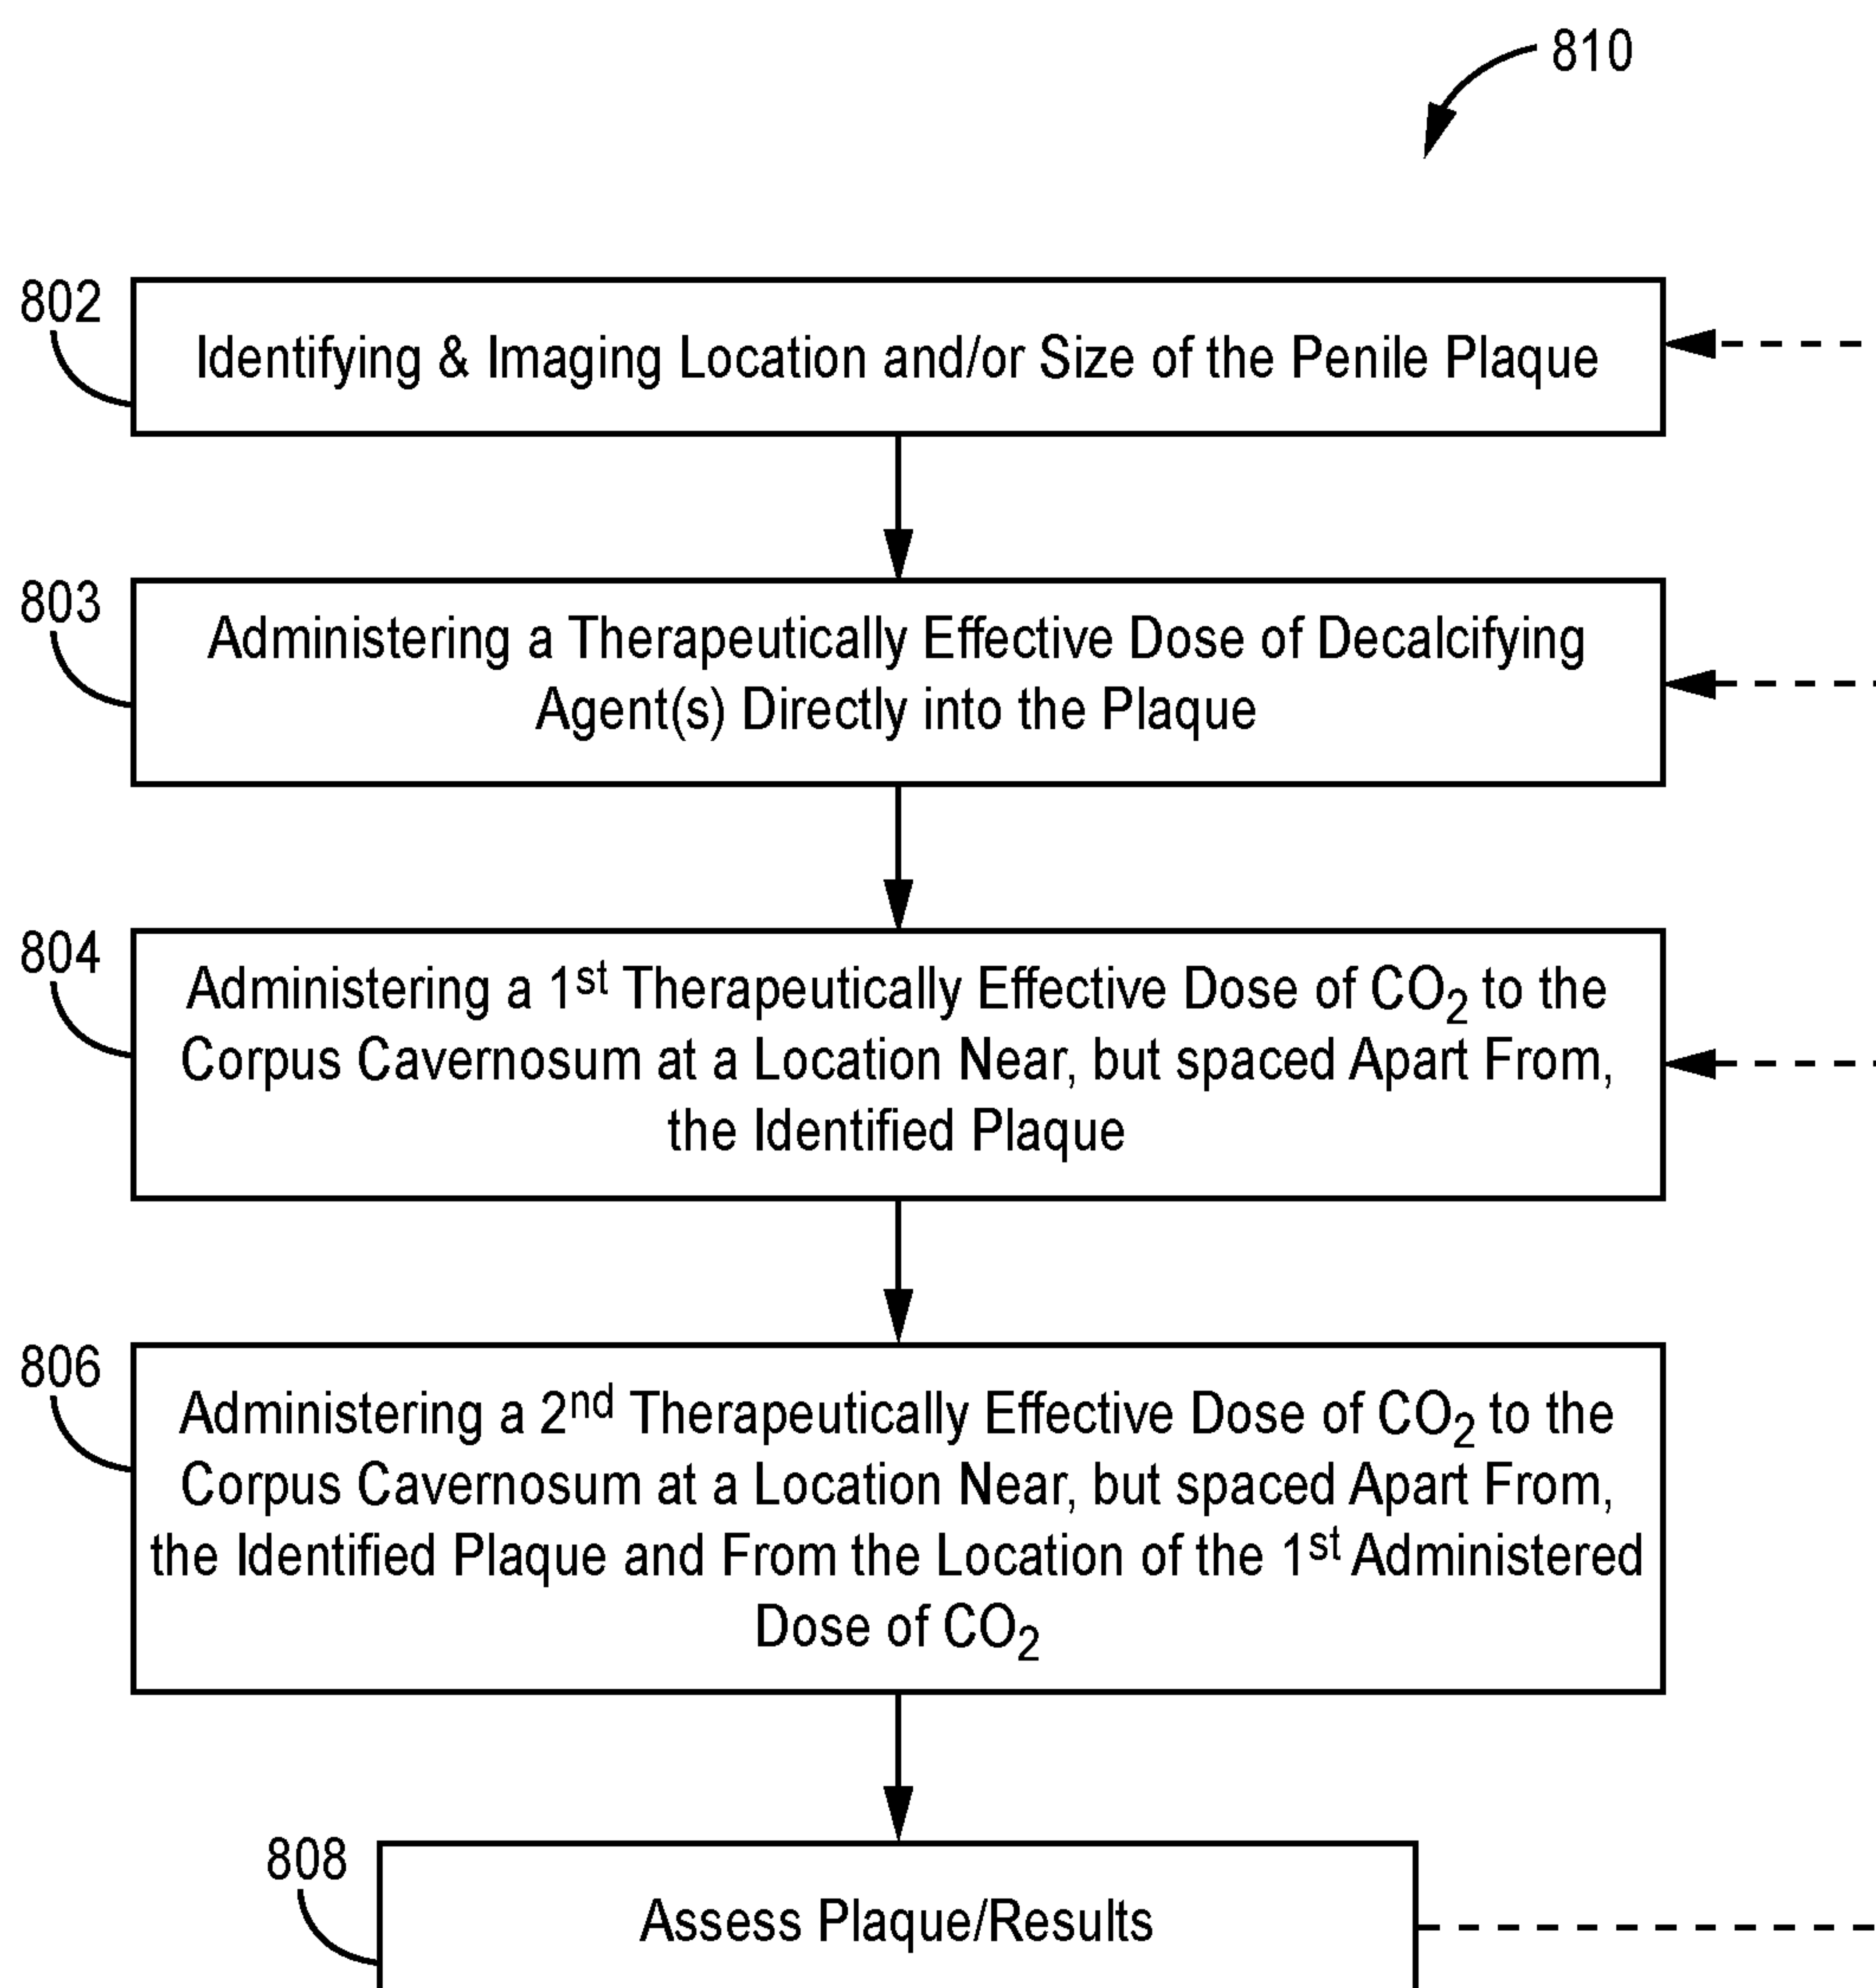 810
802
Identifying & Imaging Location and/or Size of the Penile Plaque
803
Administering a Therapeutically Effective Dose of Decalcifying
Agent(s) Directly into the Plaque
804
Administering a 1st Therapeutically Effective Dose of CO2 to the
Corpus Cavernosum at a Location Near, but spaced Apart From,
the Identified Plaque
806
Administering a 2nd Therapeutically Effective Dose of CO2 to the
Corpus Cavernosum at a Location Near, but spaced Apart From,
the Identified Plaque and From the Location of the 1st Administered
Dose of CO2
808
Assess Plaque/Results